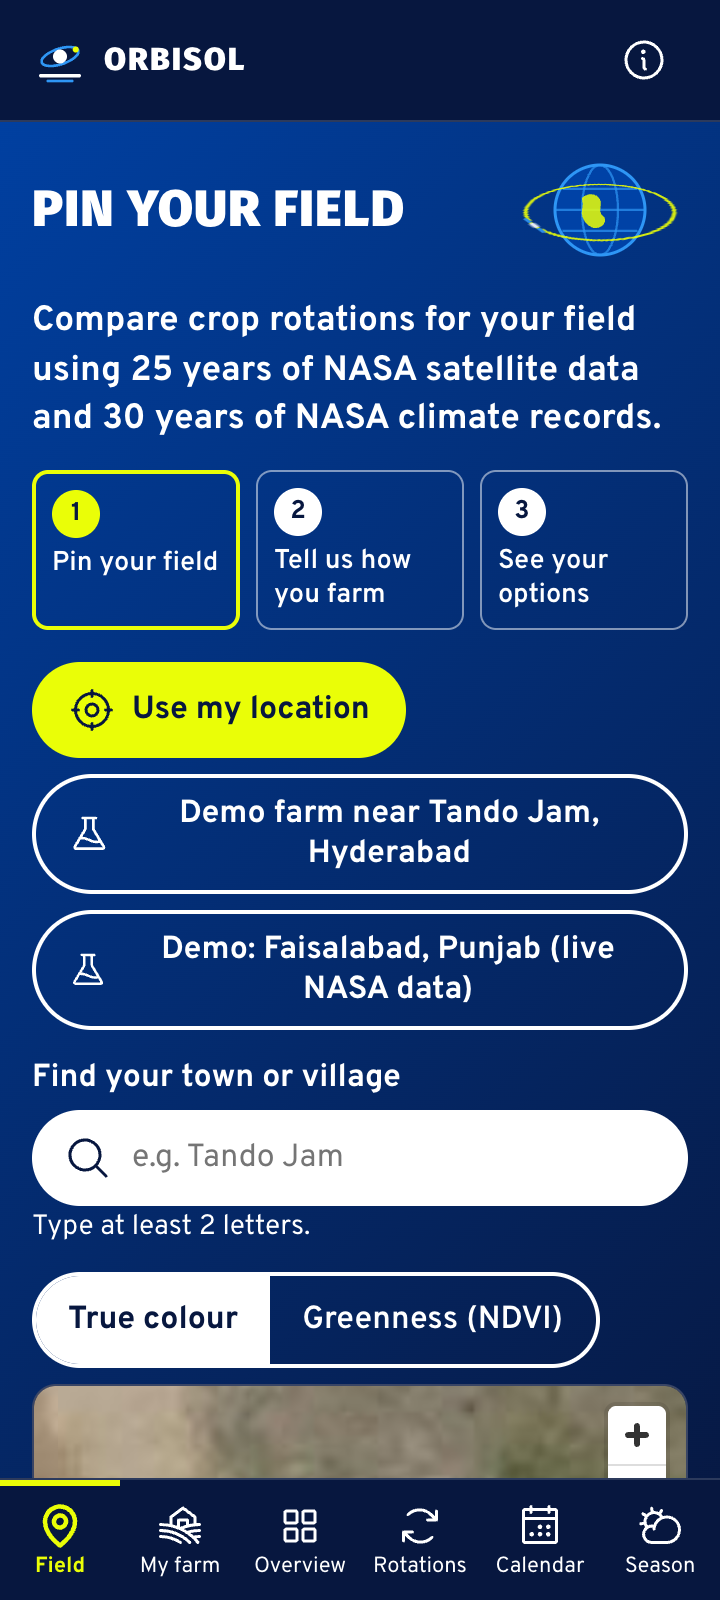 ORBISOL
PIN YOUR FIELD
Compare crop rotations for your field
using 25 years of NASA satellite data
and 30 years of NASA climate records.
1
Pin your field
2
Tell us how
you farm
3
See your
options
Use my location
Demo farm near Tando Jam,
Hyderabad
Demo: Faisalabad, Punjab (live
NASA data)
Find your town or village
e.g. Tando Jam
Type at least 2 letters.
True colour
Greenness (NDVI)
+
Field
My farm
Overview
Rotations
Calendar
Season